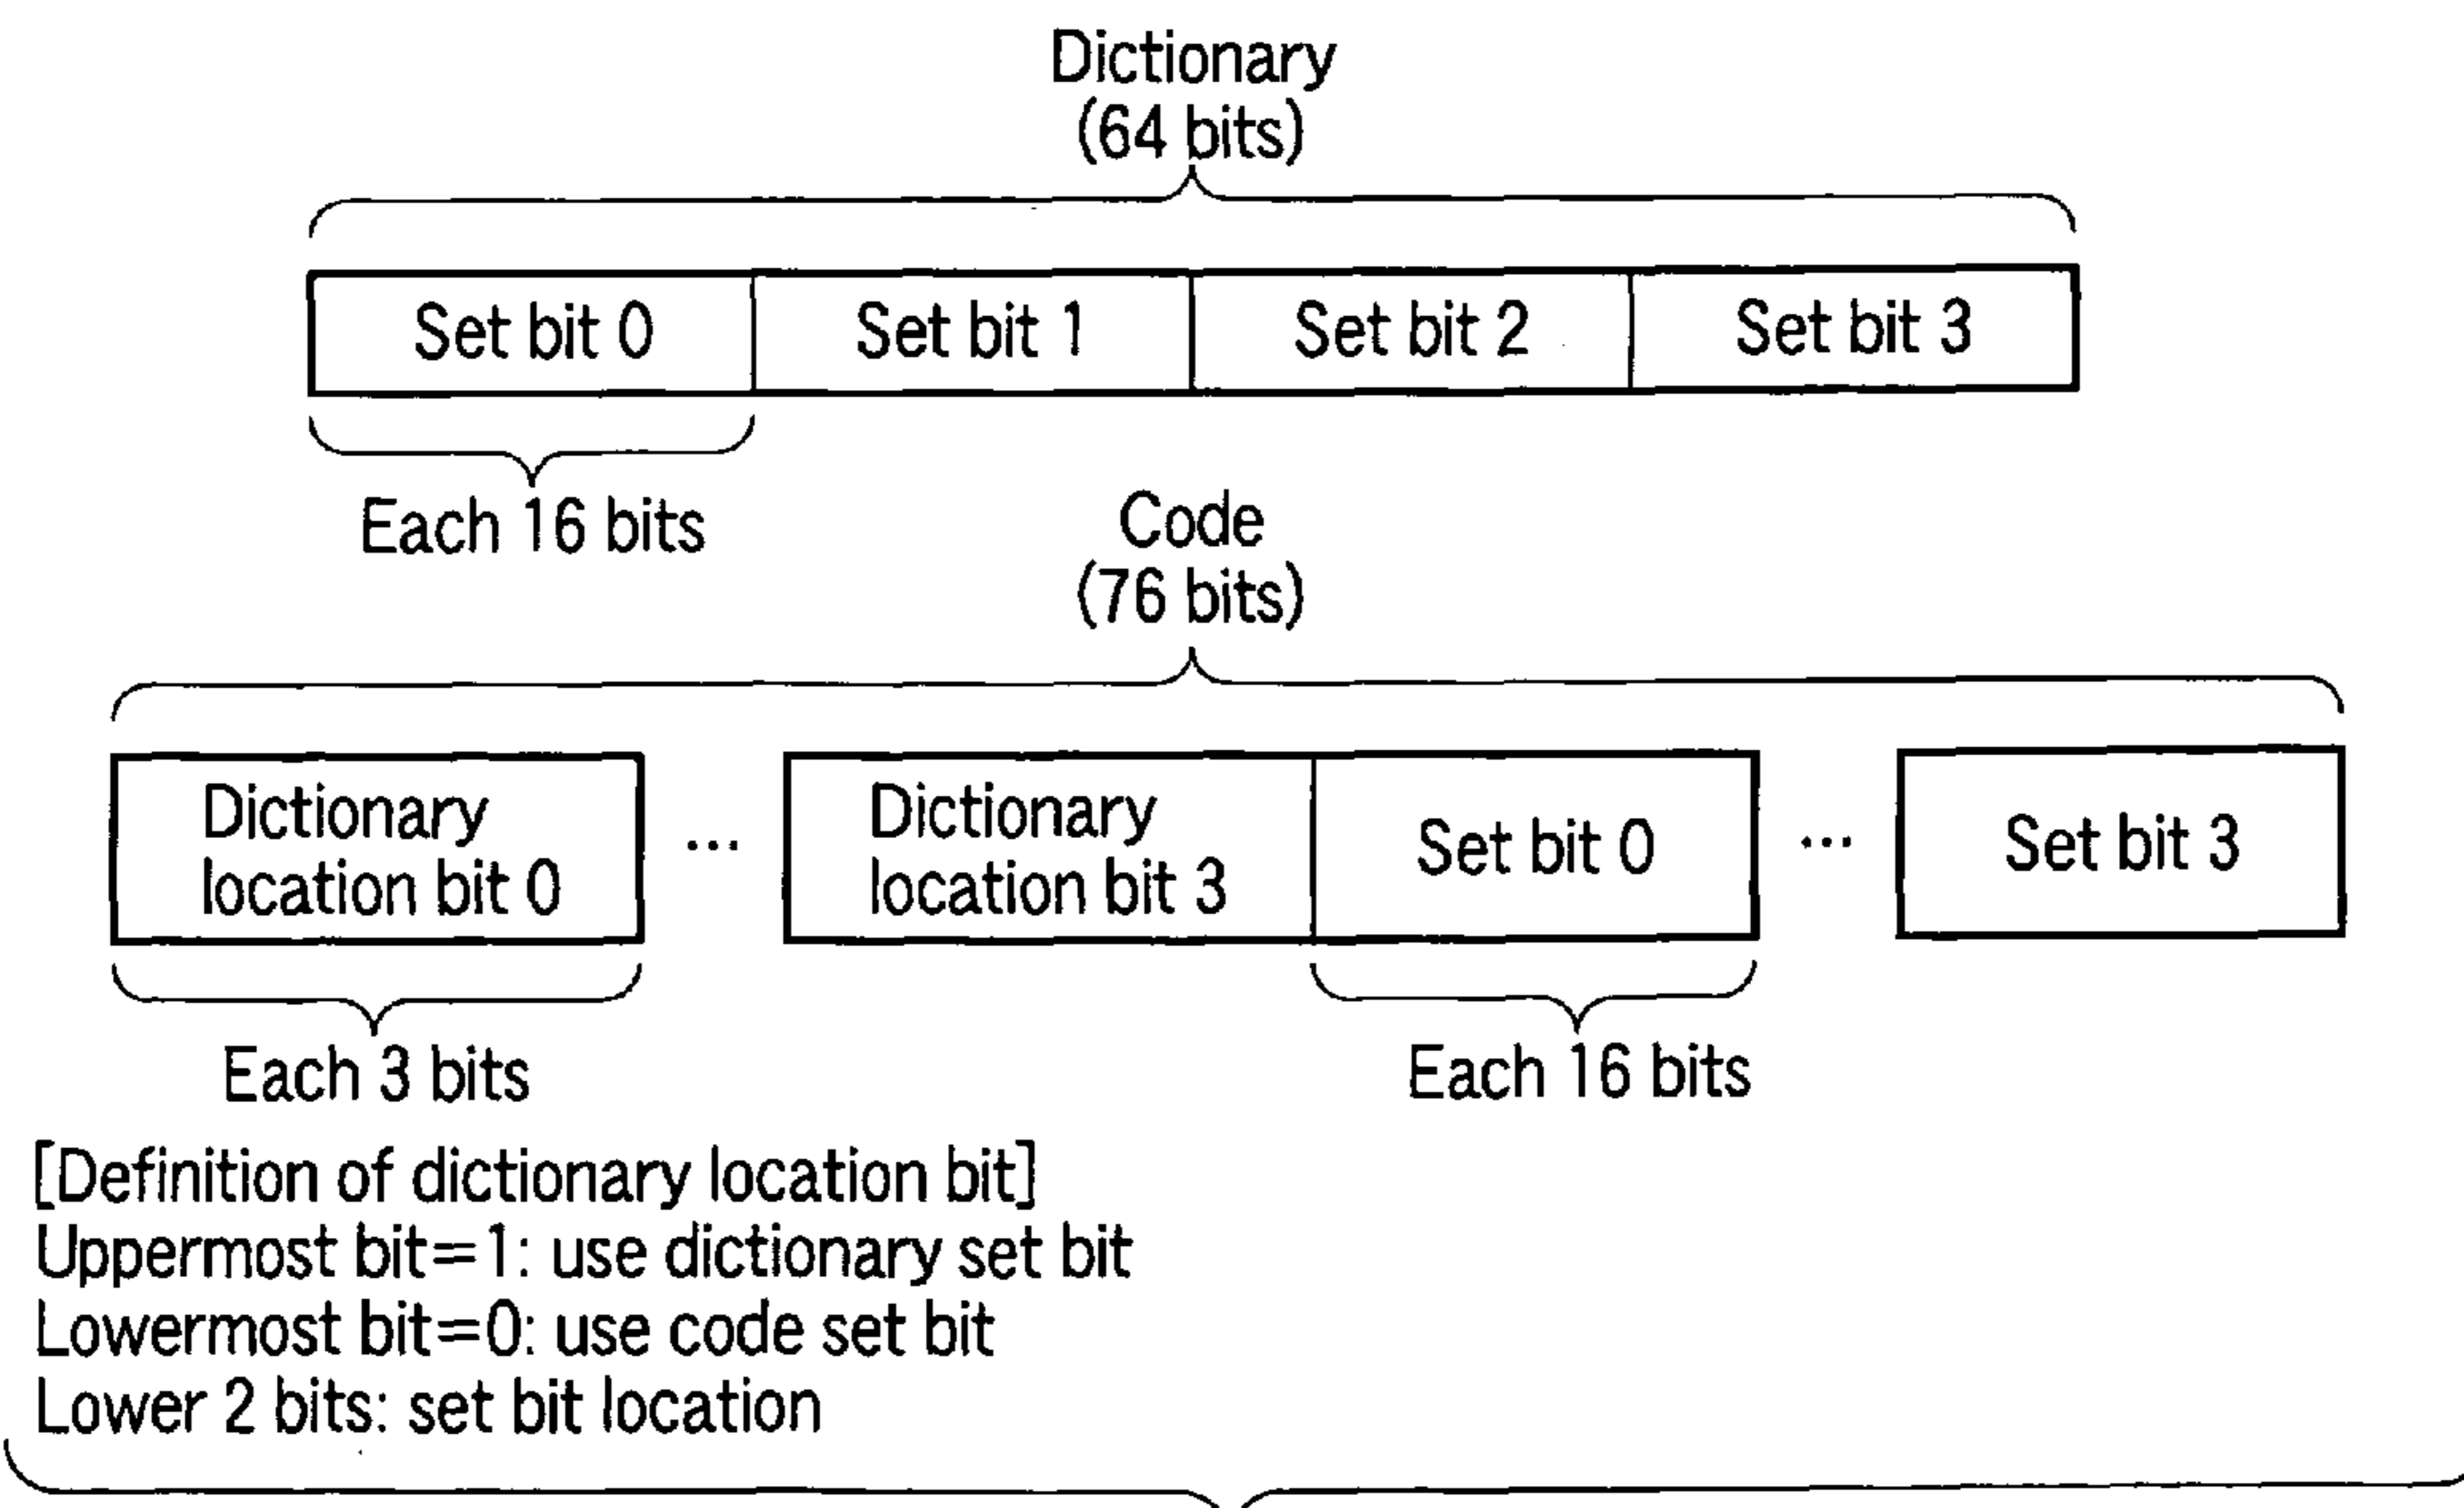 Dictionary
(64 bits)
Set bit 0 Set bit 1 Set bit 2 Set bit 3
Each 16 bits
Code
(76 bits)
Dictionary
location bit 0
...
Dictionary
location bit 3
Set bit 0
...
Set bit 3
Each 3 bits
Each 16 bits
[Definition of dictionary location bit]
Uppermost bit=1: use dictionary set bit
Lowermost bit=0: use code set bit
Lower 2 bits: set bit location